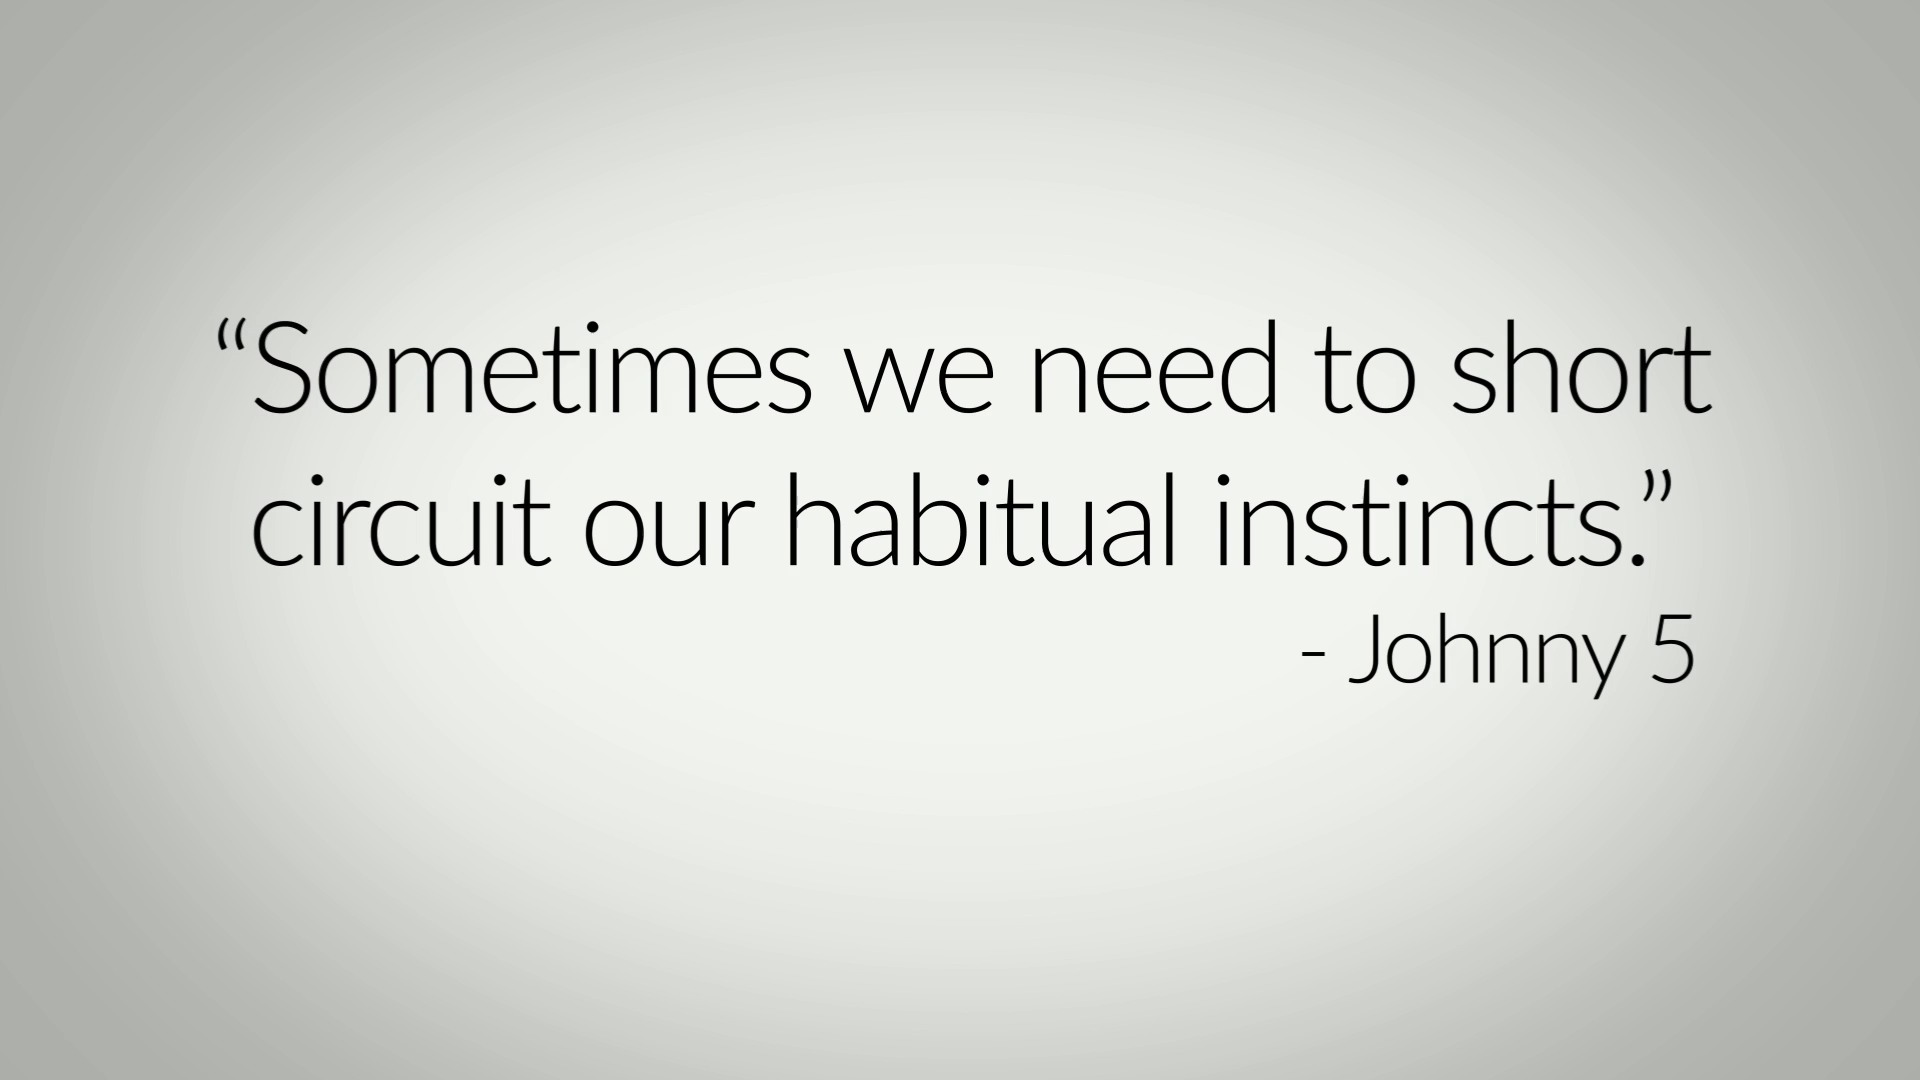 “Sometimes we need to short
circuit our habitual instincts.”
- Johnny 5